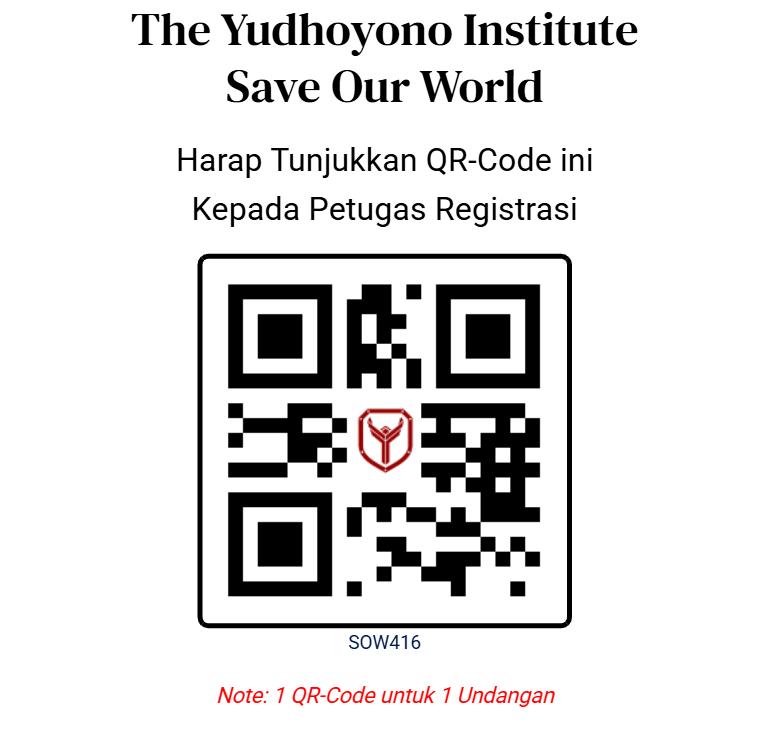 The Yudhoyono Institute
Save Our World
Harap Tunjukkan QR-Code ini
Kepada Petugas Registrasi
SOW416
Note: 1 QR-Code untuk 1 Undangan